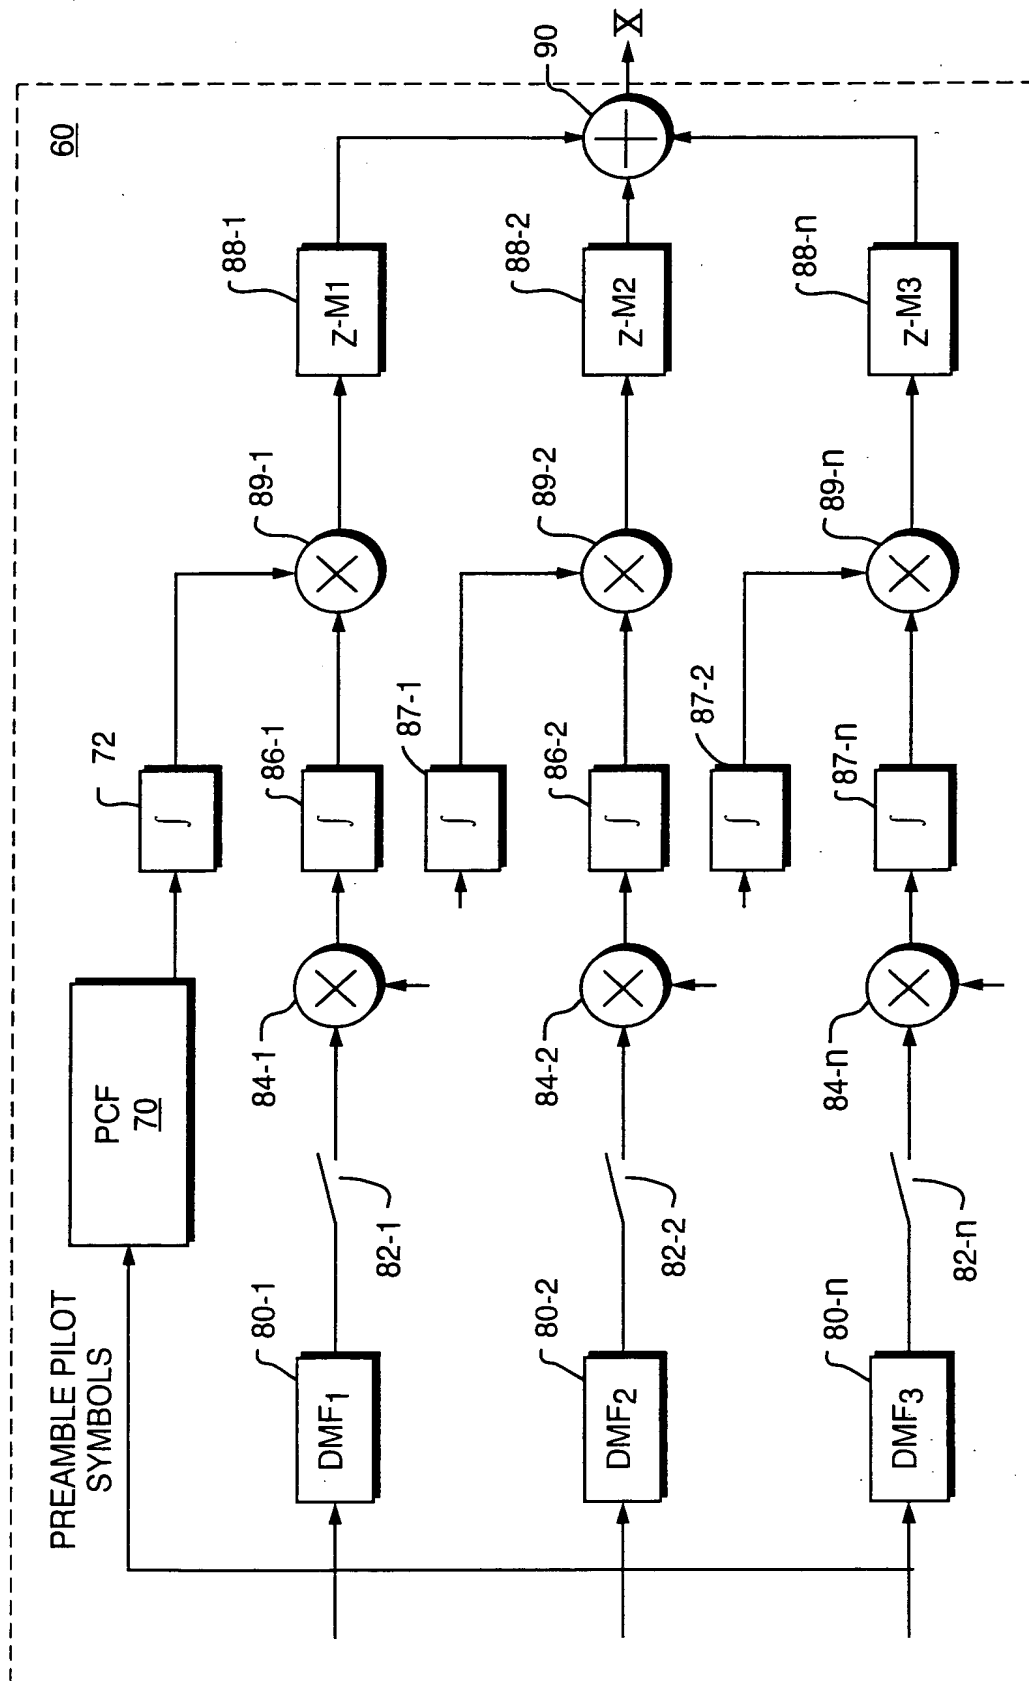 60
PREAMBLE PILOT
SYMBOLS
PCF
70
72
∫
80-1
DMF1
82-1
84-1
86-1
∫
89-1
88-1
Z-M1
87-1
∫
80-2
DMF2
82-2
84-2
86-2
∫
89-2
88-2
Z-M2
90
X
87-2
∫
80-n
DMF3
82-n
84-n
87-n
∫
89-n
88-n
Z-M3